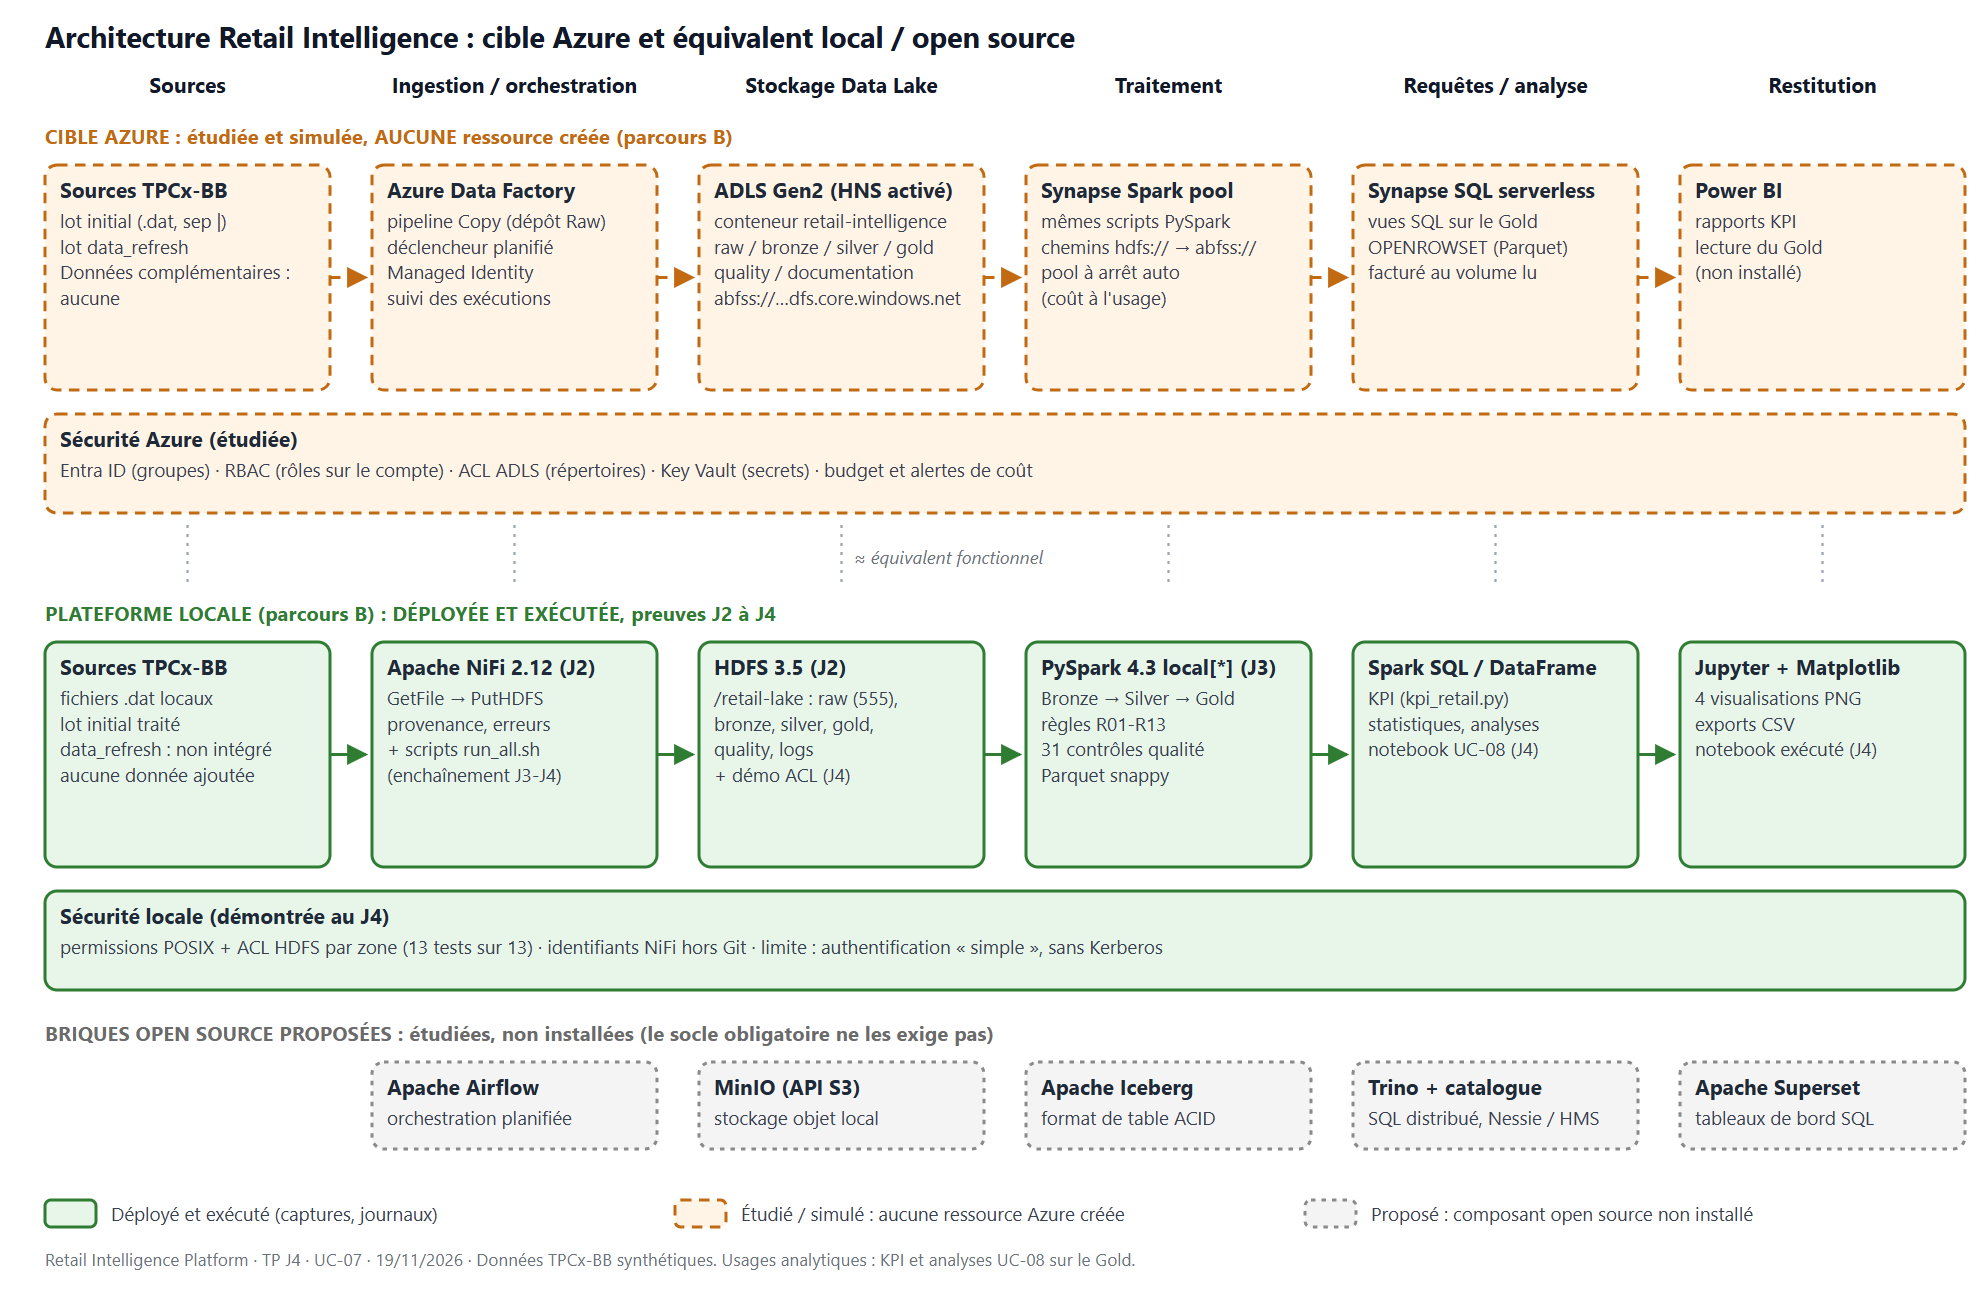 Architecture Retail Intelligence : cible Azure et équivalent local / open source
Sources
Ingestion / orchestration
Stockage Data Lake
Traitement
Requêtes / analyse
Restitution
CIBLE AZURE : étudiée et simulée, AUCUNE ressource créée (parcours B)
Sources TPCx-BB
lot initial (.dat, sep |)
lot data_refresh
Données complémentaires :
aucune
Azure Data Factory
pipeline Copy (dépôt Raw)
déclencheur planifié
Managed Identity
suivi des exécutions
ADLS Gen2 (HNS activé)
conteneur retail-intelligence
raw / bronze / silver / gold
quality / documentation
abfss://...dfs.core.windows.net
Synapse Spark pool
mêmes scripts PySpark
chemins hdfs:// → abfss://
pool à arrêt auto
(coût à l'usage)
Synapse SQL serverless
vues SQL sur le Gold
OPENROWSET (Parquet)
facturé au volume lu
Power BI
rapports KPI
lecture du Gold
(non installé)
Sécurité Azure (étudiée)
Entra ID (groupes) · RBAC (rôles sur le compte) · ACL ADLS (répertoires) · Key Vault (secrets) · budget et alertes de coût
≈ équivalent fonctionnel
PLATEFORME LOCALE (parcours B) : DÉPLOYÉE ET EXÉCUTÉE, preuves J2 à J4
Sources TPCx-BB
fichiers .dat locaux
lot initial traité
data_refresh : non intégré
aucune donnée ajoutée
Apache NiFi 2.12 (J2)
GetFile → PutHDFS
provenance, erreurs
+ scripts run_all.sh
(enchaînement J3-J4)
HDFS 3.5 (J2)
/retail-lake : raw (555),
bronze, silver, gold,
quality, logs
+ démo ACL (J4)
PySpark 4.3 local[*] (J3)
Bronze → Silver → Gold
règles R01-R13
31 contrôles qualité
Parquet snappy
Spark SQL / DataFrame
KPI (kpi_retail.py)
statistiques, analyses
notebook UC-08 (J4)
Jupyter + Matplotlib
4 visualisations PNG
exports CSV
notebook exécuté (J4)
Sécurité locale (démontrée au J4)
permissions POSIX + ACL HDFS par zone (13 tests sur 13) · identifiants NiFi hors Git · limite : authentification « simple », sans Kerberos
BRIQUES OPEN SOURCE PROPOSÉES : étudiées, non installées (le socle obligatoire ne les exige pas)
Apache Airflow
orchestration planifiée
MinIO (API S3)
stockage objet local
Apache Iceberg
format de table ACID
Trino + catalogue
SQL distribué, Nessie / HMS
Apache Superset
tableaux de bord SQL
Déployé et exécuté (captures, journaux)
Étudié / simulé : aucune ressource Azure créée
Proposé : composant open source non installé
Retail Intelligence Platform · TP J4 · UC-07 · 19/11/2026 · Données TPCx-BB synthétiques. Usages analytiques : KPI et analyses UC-08 sur le Gold.